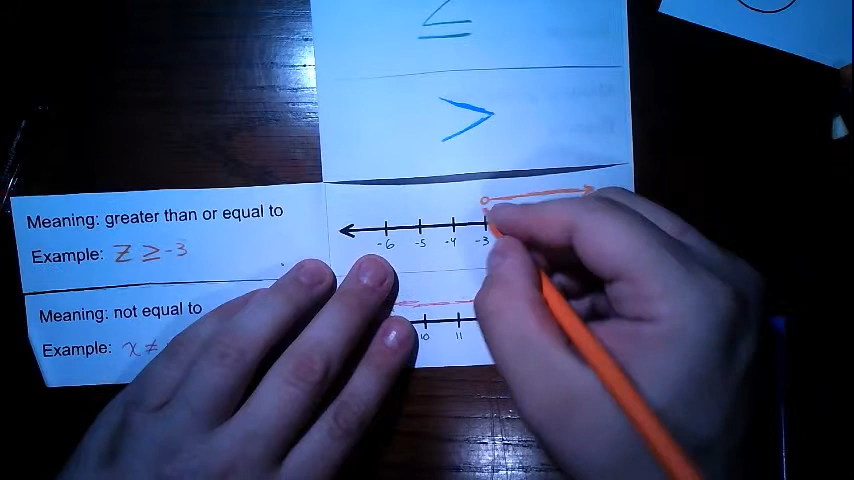 ≤
>
Meaning: greater than or equal to
Example: z ≥ -3
-6 -5 -4 -3
Meaning: not equal to
Example: x ≠
10 11